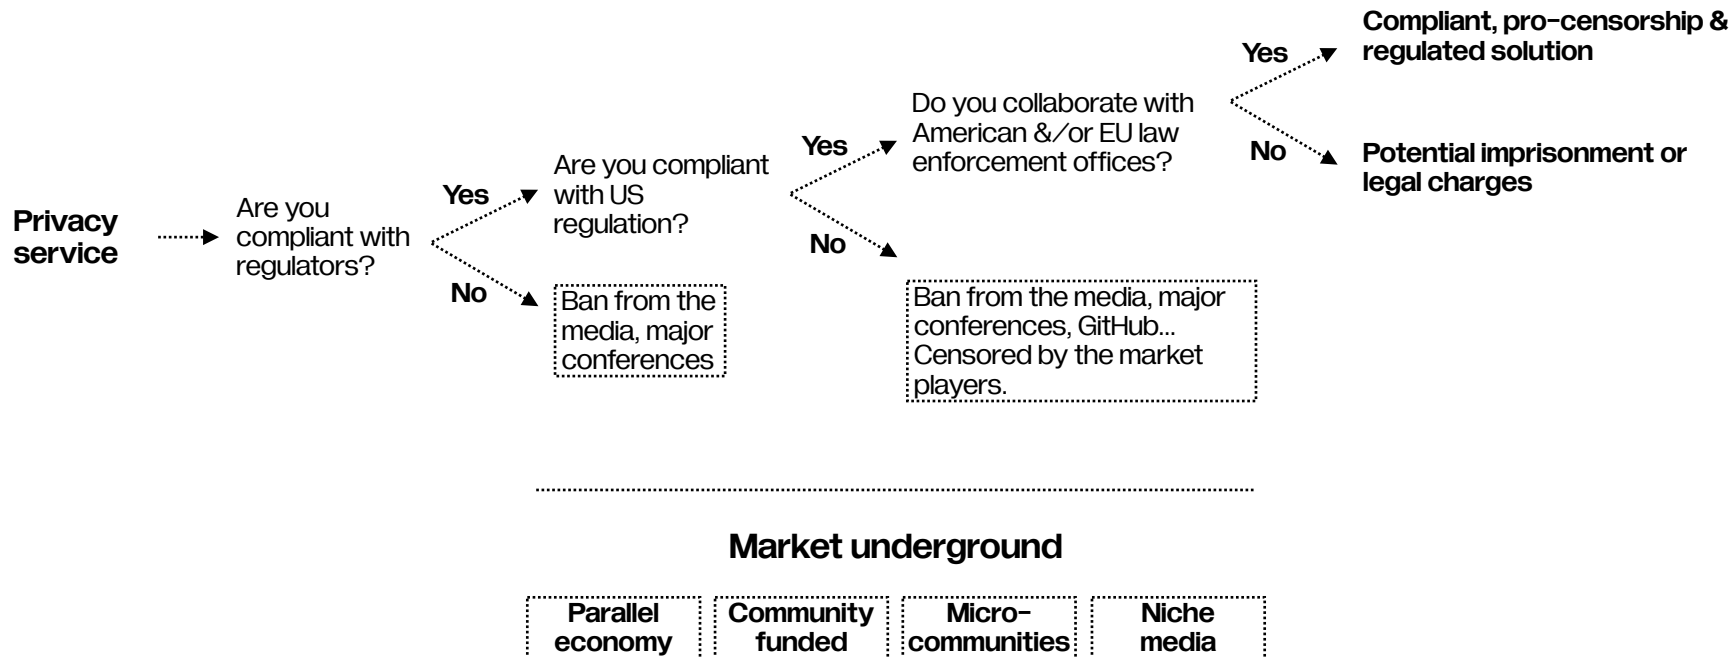 Privacy
service
Are you
compliant with
regulators?
Yes
No
Are you compliant
with US
regulation?
Ban from the
media, major
conferences
Yes
No
Do you collaborate with
American &/or EU law
enforcement offices?
Ban from the media, major
conferences, GitHub...
Censored by the market
players.
Yes
No
Compliant, pro-censorship &
regulated solution
Potential imprisonment or
legal charges
Market underground
Parallel
economy
Community
funded
Micro-
communities
Niche
media